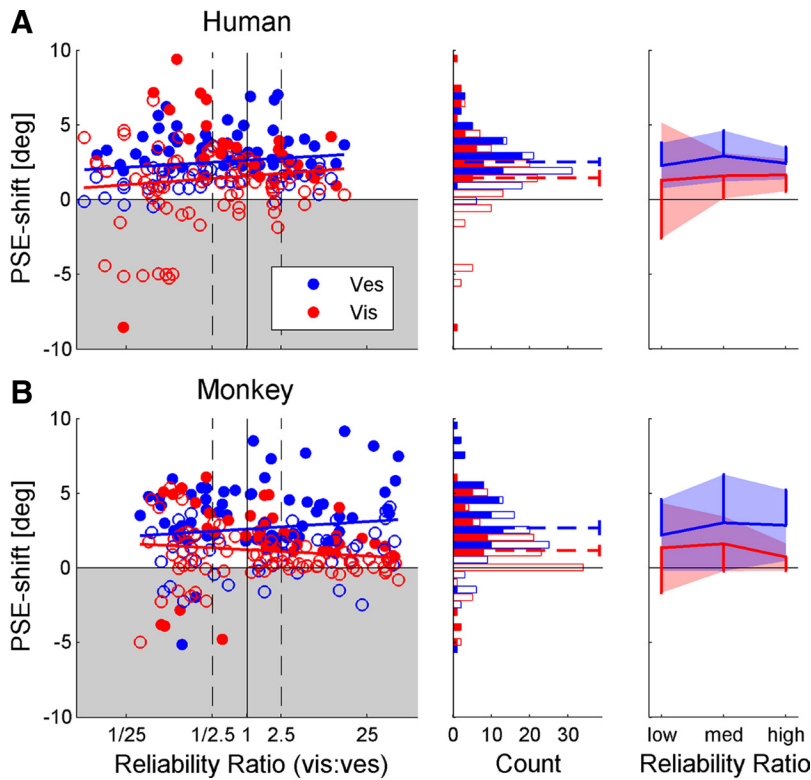 A
Human
PSE-shift [deg]
10
5
0
-5
-10
Ves
Vis
B
Monkey
PSE-shift [deg]
10
5
0
-5
-10
1/25
1/2.5
1
2.5
25
Reliability Ratio (vis:ves)
0
10
20
30
Count
low
med
high
Reliability Ratio